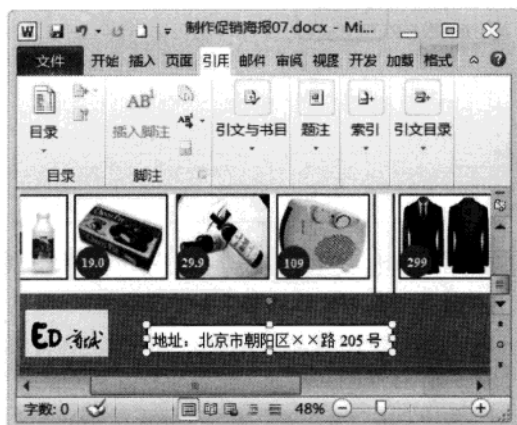 制作促销海报07.docx - Mi...
文件 开始 插入 页面 引用 邮件 审阅 视图 开发 加载 格式
目录 AB¹ 插入脚注 引文与书目 题注 索引 引文目录
目录 脚注
19.0 29.9 109 299
ED
地址：北京市朝阳区××路 205 号
字数: 0 48%